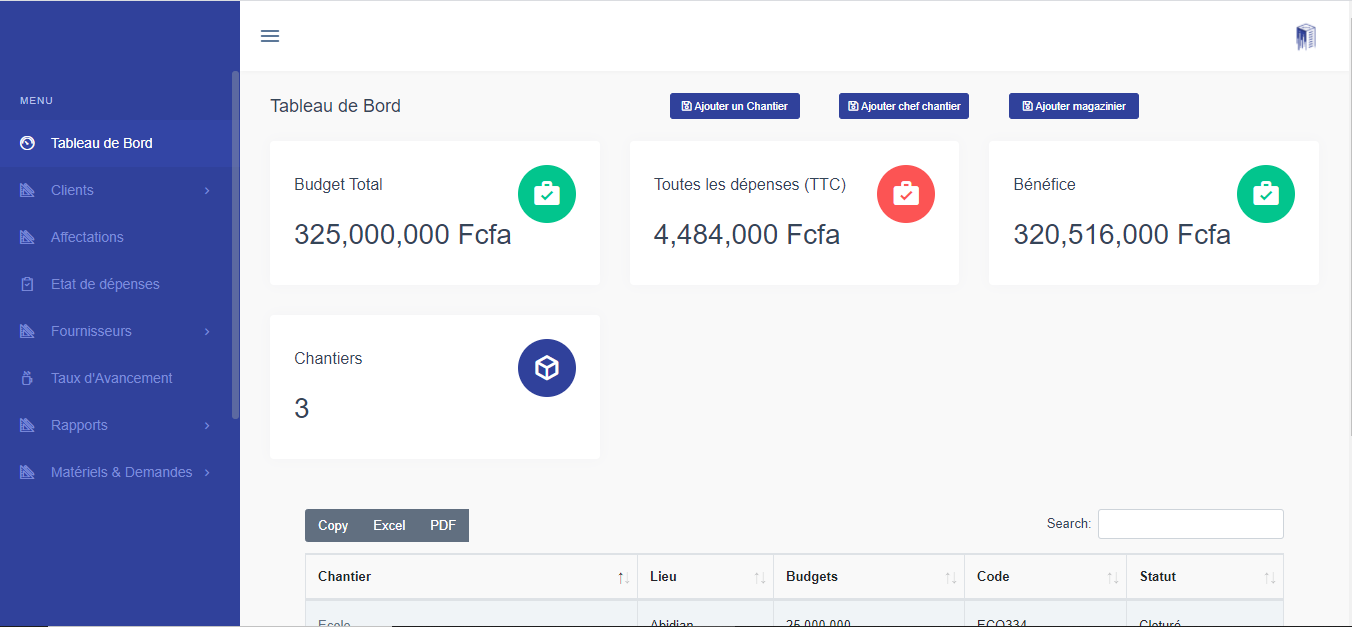 MENU
Tableau de Bord
Clients
Affectations
Etat de dépenses
Fournisseurs
Taux d'Avancement
Rapports
Matériels & Demandes
Tableau de Bord
Ajouter un Chantier
Ajouter chef chantier
Ajouter magazinier
Budget Total
325,000,000 Fcfa
Toutes les dépenses (TTC)
4,484,000 Fcfa
Bénéfice
320,516,000 Fcfa
Chantiers
3
Copy Excel PDF
Search:
Chantier Lieu Budgets Code Statut
Ecole Abidjan 25,000,000 ECO334 Cloturé